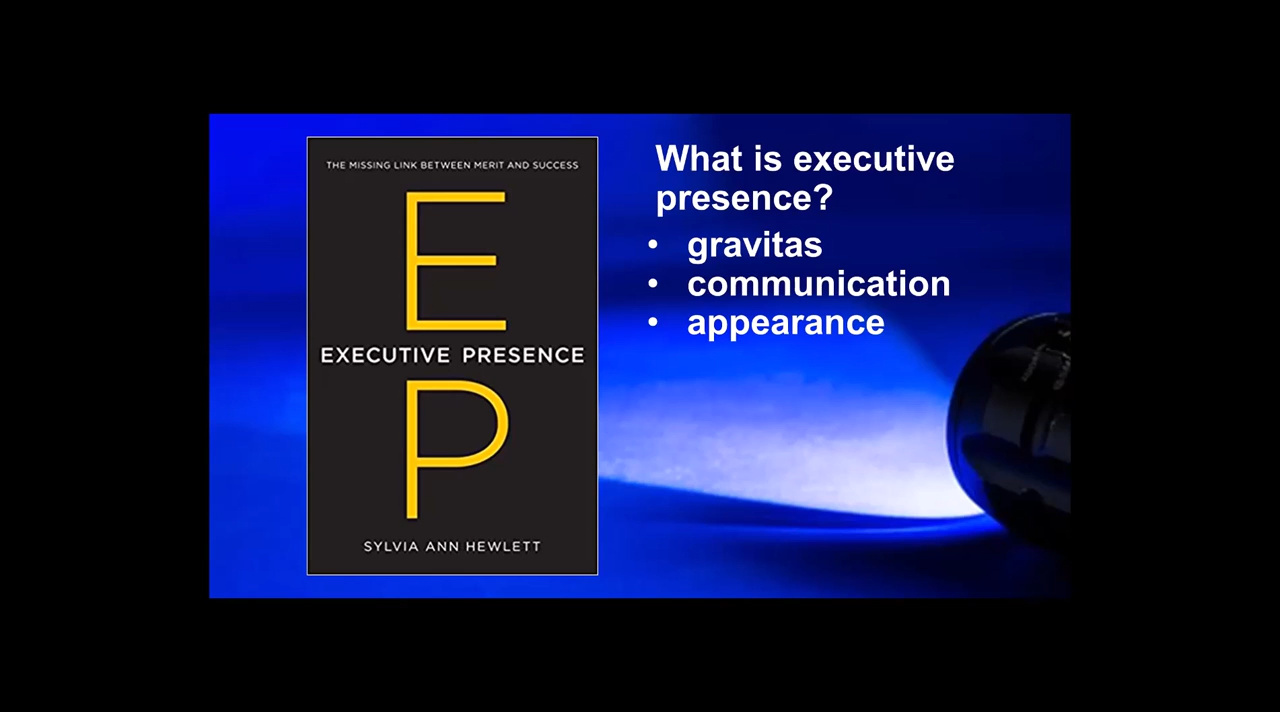 THE MISSING LINK BETWEEN MERIT AND SUCCESS
E
EXECUTIVE PRESENCE
P
SYLVIA ANN HEWLETT
What is executive
presence?
• gravitas
• communication
• appearance